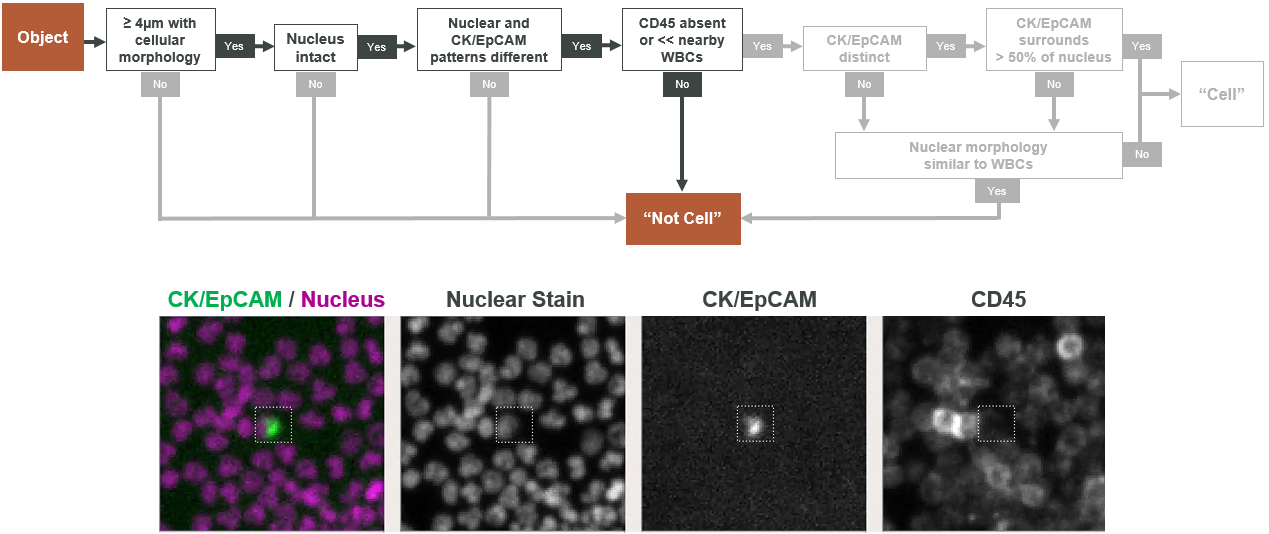 Object
≥ 4µm with
cellular
morphology
Yes
Nucleus
intact
Yes
Nuclear and
CK/EpCAM
patterns different
Yes
CD45 absent
or << nearby
WBCs
Yes
CK/EpCAM
distinct
Yes
CK/EpCAM
surrounds
> 50% of nucleus
Yes
No
No
No
No
No
No
“Cell”
Nuclear morphology
similar to WBCs
No
Yes
“Not Cell”
CK/EpCAM / Nucleus
Nuclear Stain
CK/EpCAM
CD45